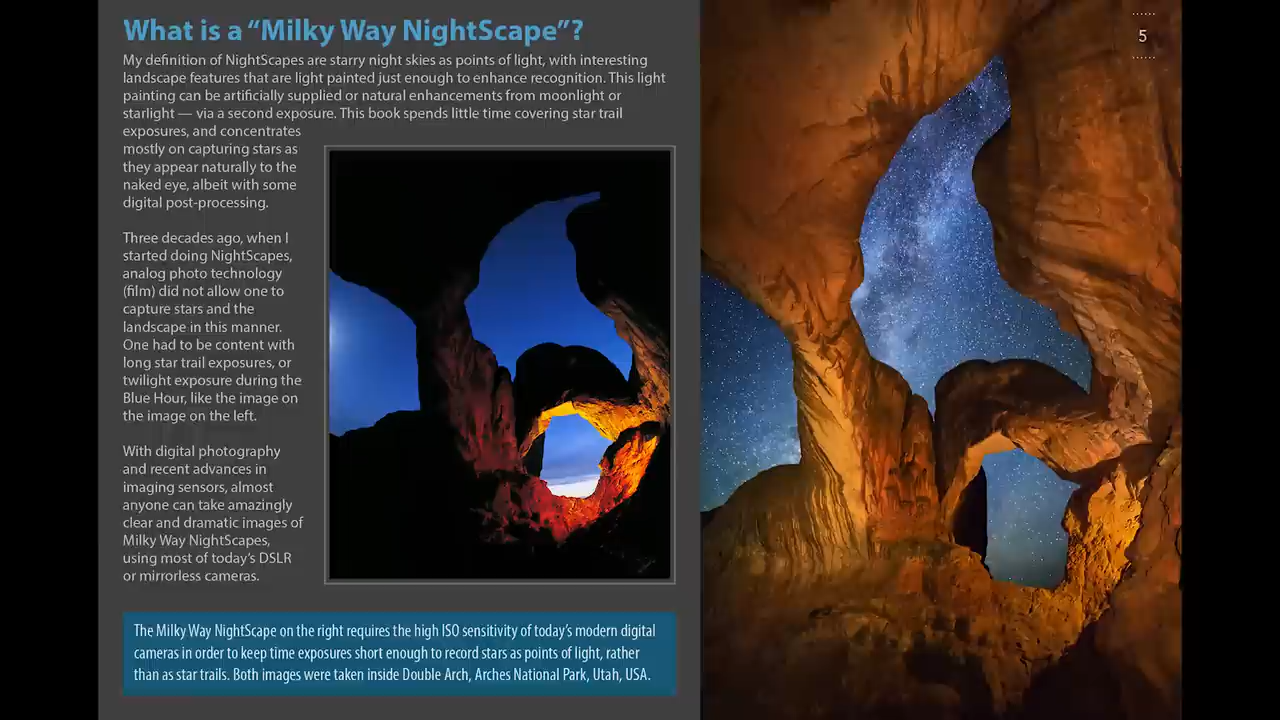 What is a “Milky Way NightScape”?
My definition of NightScapes are starry night skies as points of light, with interesting
landscape features that are light painted just enough to enhance recognition. This light
painting can be artificially supplied or natural enhancements from moonlight or
starlight — via a second exposure. This book spends little time covering star trail
exposures, and concentrates
mostly on capturing stars as
they appear naturally to the
naked eye, albeit with some
digital post-processing.
Three decades ago, when I
started doing NightScapes,
analog photo technology
(film) did not allow one to
capture stars and the
landscape in this manner.
One had to be content with
long star trail exposures, or
twilight exposure during the
Blue Hour, like the image on
the image on the left.
With digital photography
and recent advances in
imaging sensors, almost
anyone can take amazingly
clear and dramatic images of
Milky Way NightScapes,
using most of today’s DSLR
or mirrorless cameras.
The Milky Way NightScape on the right requires the high ISO sensitivity of today’s modern digital
cameras in order to keep time exposures short enough to record stars as points of light, rather
than as star trails. Both images were taken inside Double Arch, Arches National Park, Utah, USA.
5